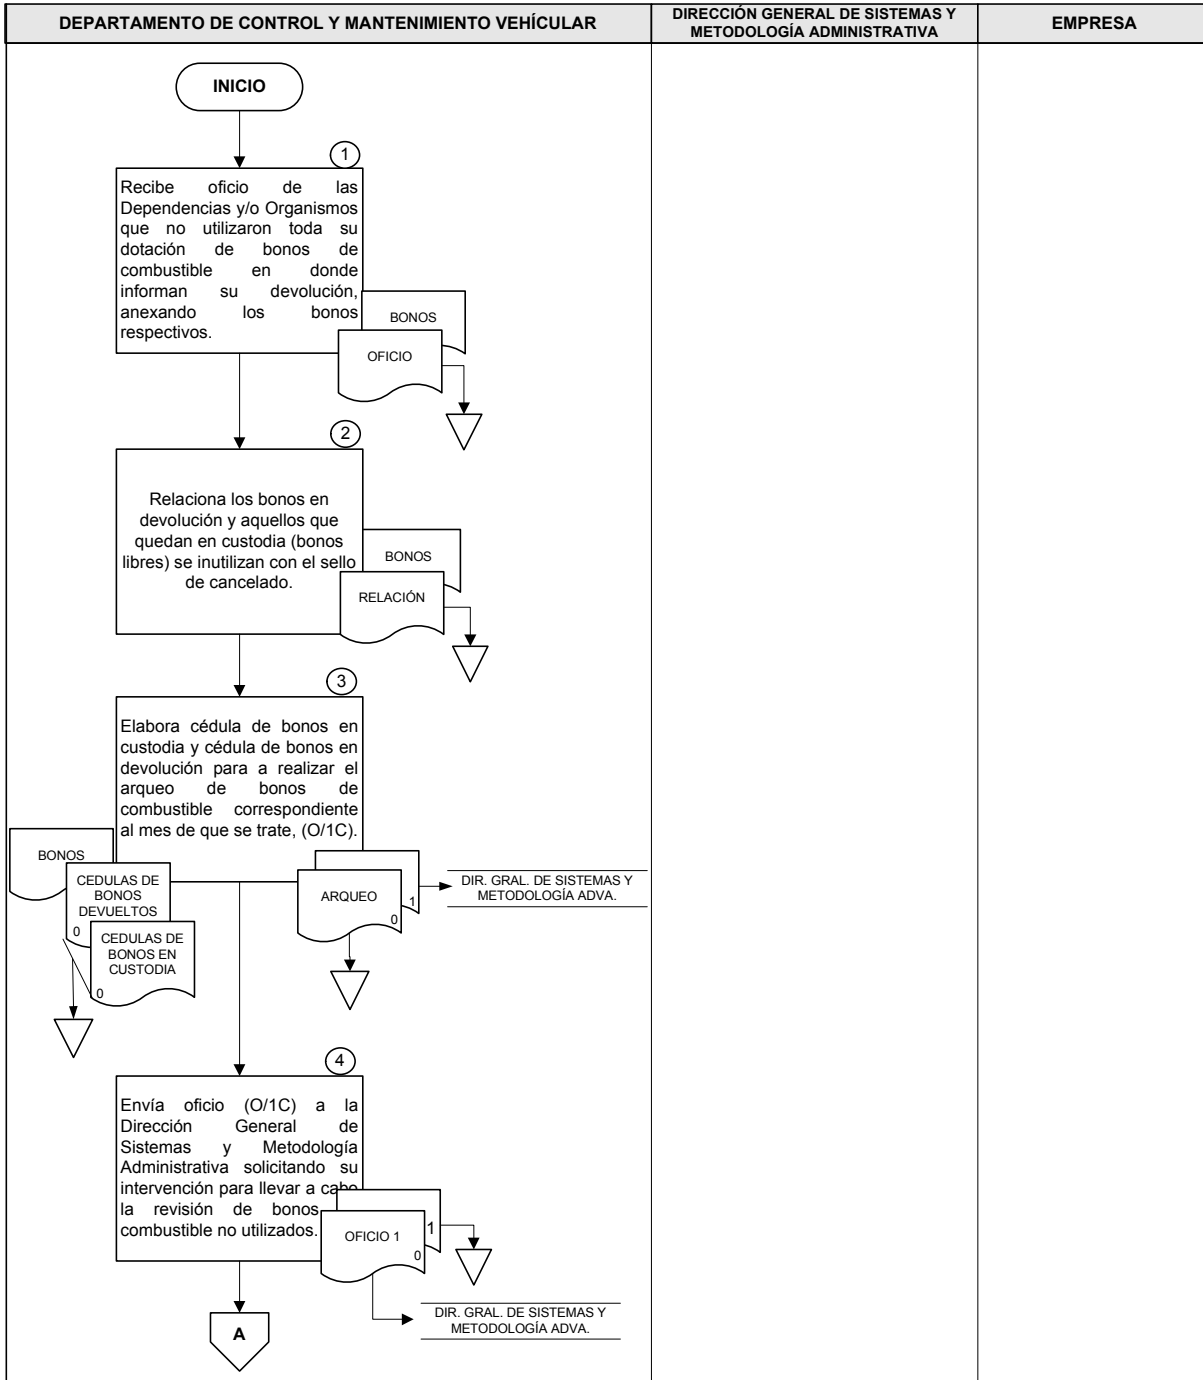 DEPARTAMENTO DE CONTROL Y MANTENIMIENTO VEHÍCULAR
DIRECCIÓN GENERAL DE SISTEMAS Y
METODOLOGÍA ADMINISTRATIVA
EMPRESA
INICIO
1
Recibe oficio de las
Dependencias y/o Organismos
que no utilizaron toda su
dotación de bonos de
combustible en donde
informan su devolución,
anexando los bonos
respectivos.
BONOS
OFICIO
2
Relaciona los bonos en
devolución y aquellos que
quedan en custodia (bonos
libres) se inutilizan con el sello
de cancelado.
BONOS
RELACIÓN
3
Elabora cédula de bonos en
custodia y cédula de bonos en
devolución para a realizar el
arqueo de bonos de
combustible correspondiente
al mes de que se trate, (O/1C).
BONOS
CEDULAS DE
BONOS
DEVUELTOS
0
CEDULAS DE
BONOS EN
CUSTODIA
0
ARQUEO
0
1
DIR. GRAL. DE SISTEMAS Y
METODOLOGÍA ADVA.
4
Envía oficio (O/1C) a la
Dirección General de
Sistemas y Metodología
Administrativa solicitando su
intervención para llevar a cabo
la revisión de bonos
combustible no utilizados.
OFICIO 1
0
1
DIR. GRAL. DE SISTEMAS Y
METODOLOGÍA ADVA.
A